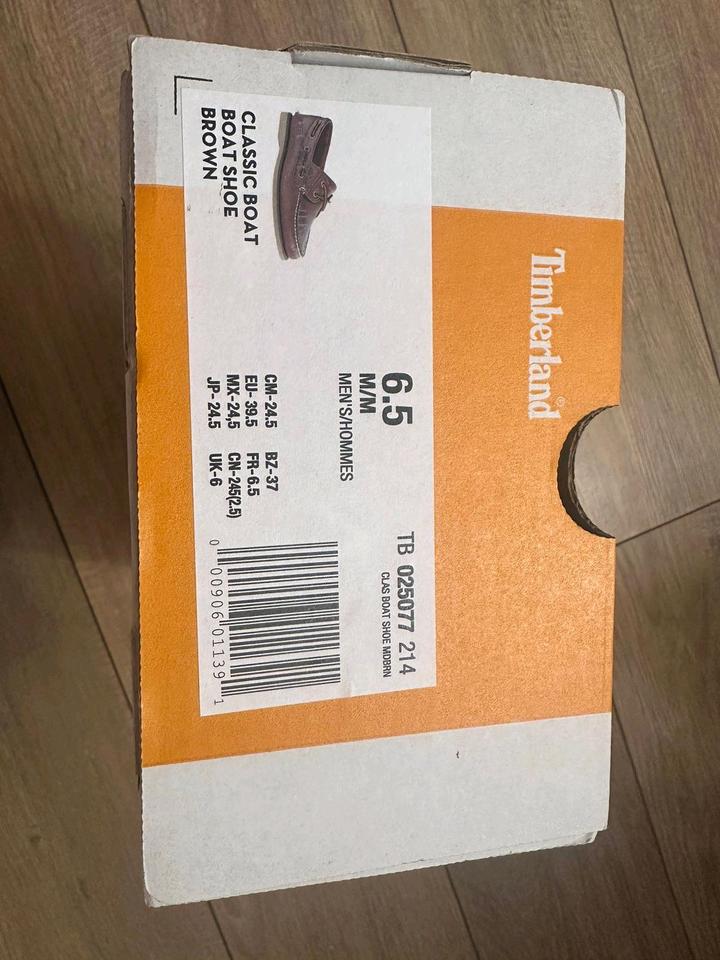 Timberland®
6.5
M/M
MEN'S/HOMMES
TB 025077 214
CLAS BOAT SHOE MDBRN
CLASSIC BOAT
BOAT SHOE
BROWN
CM-24.5 BZ-37
EU-39.5 FR-6.5
MX-24,5 CN-245(2.5)
JP-24.5 UK-6
0 00906 01139 1